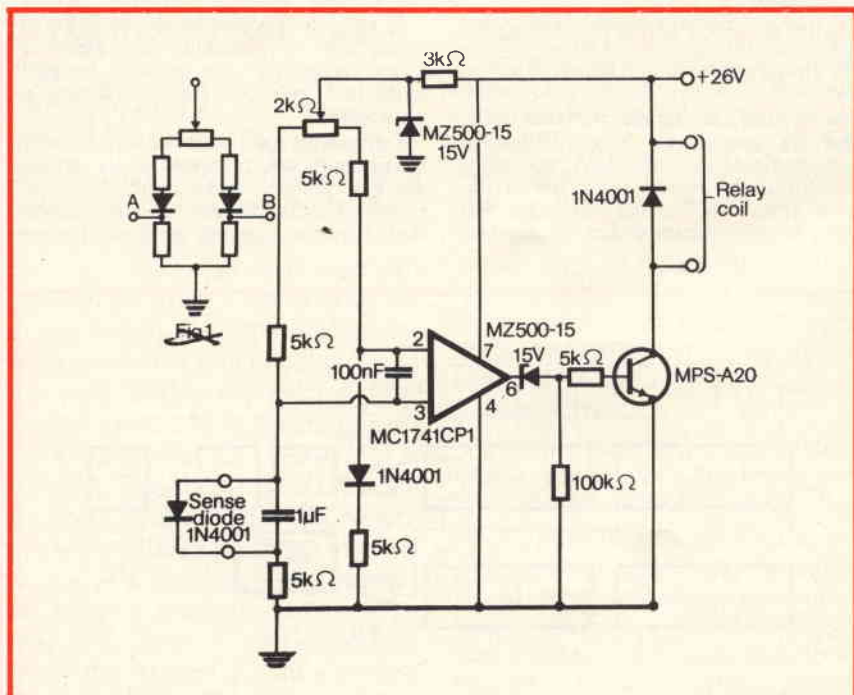 3kΩ
+26V
2kΩ
MZ500-15
15V
5kΩ
1N4001
Relay
coil
A
B
Fig1
5kΩ
2
7
MZ500-15
15V
5kΩ
100nF
6
MPS-A20
3
4
MC1741CP1
1N4001
100kΩ
Sense
diode
1N4001
1µF
5kΩ
5kΩ